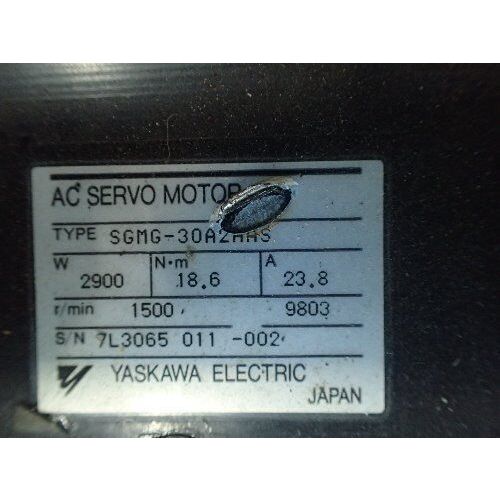 AC SERVO MOTOR
TYPE SGMG-30A2AAS
W 2900 N·m 18.6 A 23.8
r/min 1500 9803
S/N 7L3065 011 -002
YASKAWA ELECTRIC
JAPAN